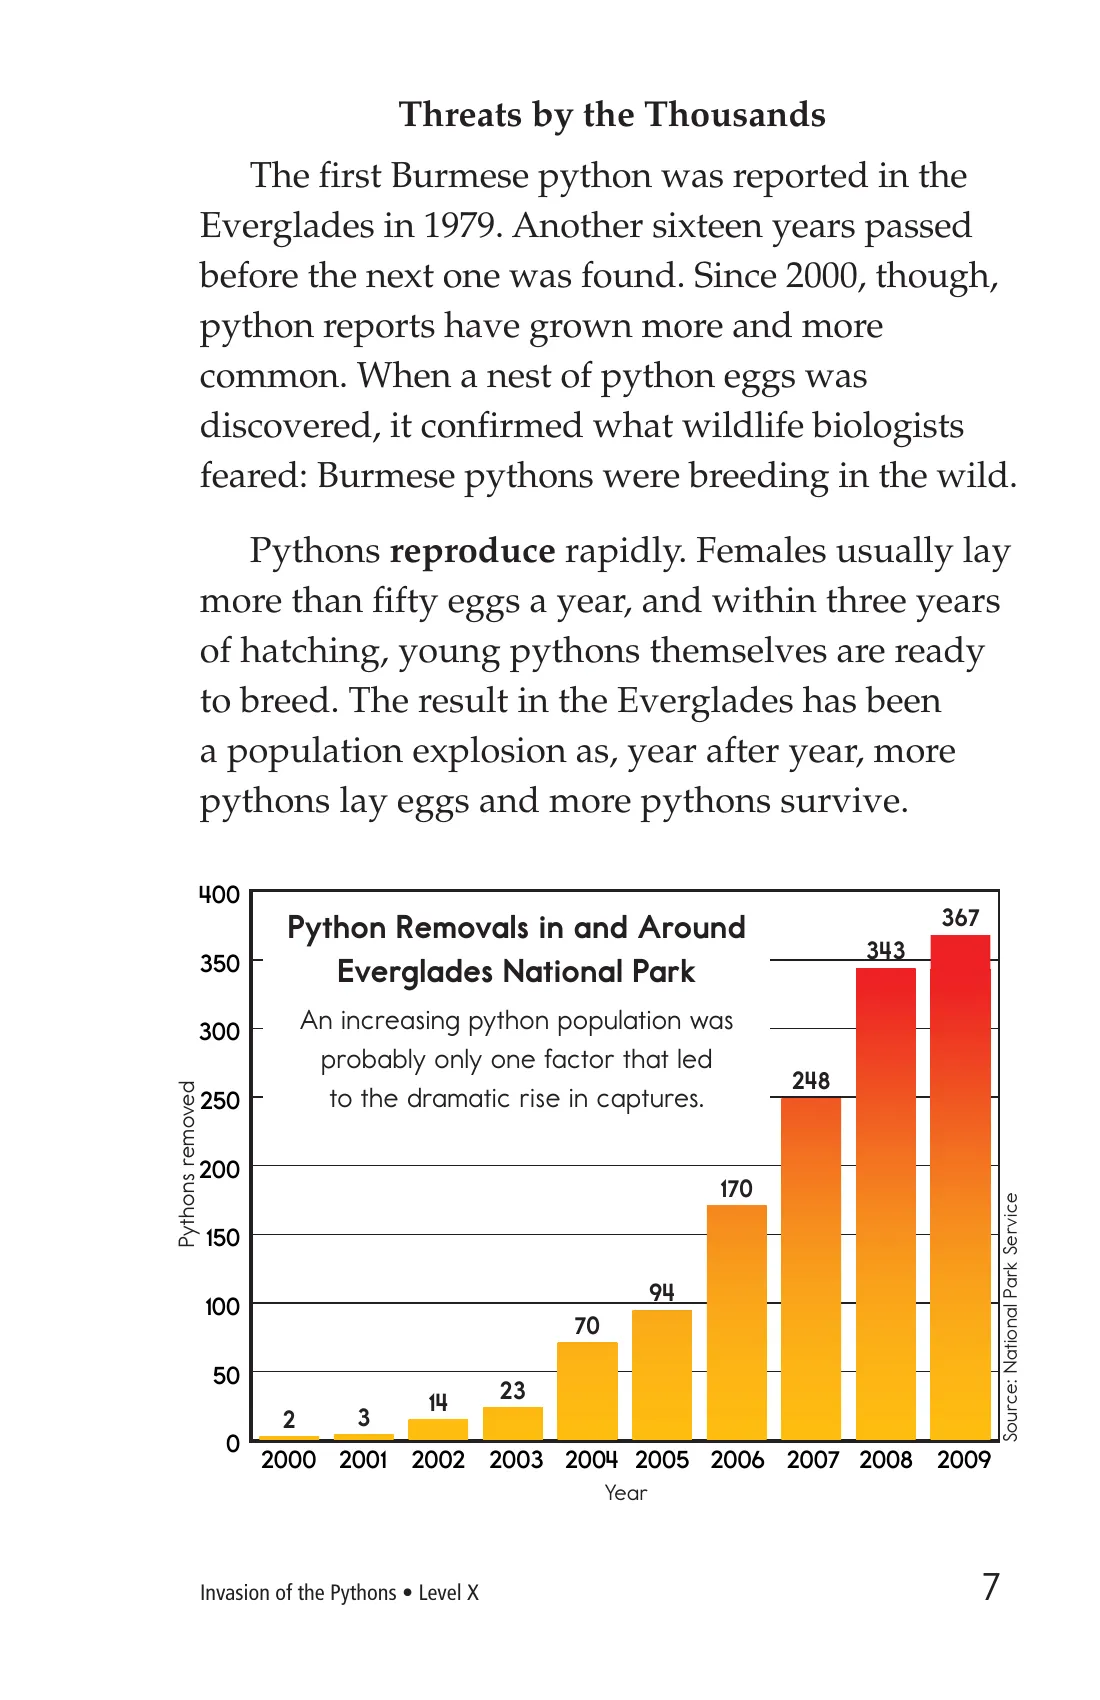 Threats by the Thousands
The first Burmese python was reported in the
Everglades in 1979. Another sixteen years passed
before the next one was found. Since 2000, though,
python reports have grown more and more
common. When a nest of python eggs was
discovered, it confirmed what wildlife biologists
feared: Burmese pythons were breeding in the wild.
Pythons reproduce rapidly. Females usually lay
more than fifty eggs a year, and within three years
of hatching, young pythons themselves are ready
to breed. The result in the Everglades has been
a population explosion as, year after year, more
pythons lay eggs and more pythons survive.
Python Removals in and Around
Everglades National Park
An increasing python population was
probably only one factor that led
to the dramatic rise in captures.
Pythons removed
400
350
300
250
200
150
100
50
0
2
3
14
23
70
94
170
248
343
367
2000 2001 2002 2003 2004 2005 2006 2007 2008 2009
Year
Source: National Park Service
Invasion of the Pythons • Level X
7